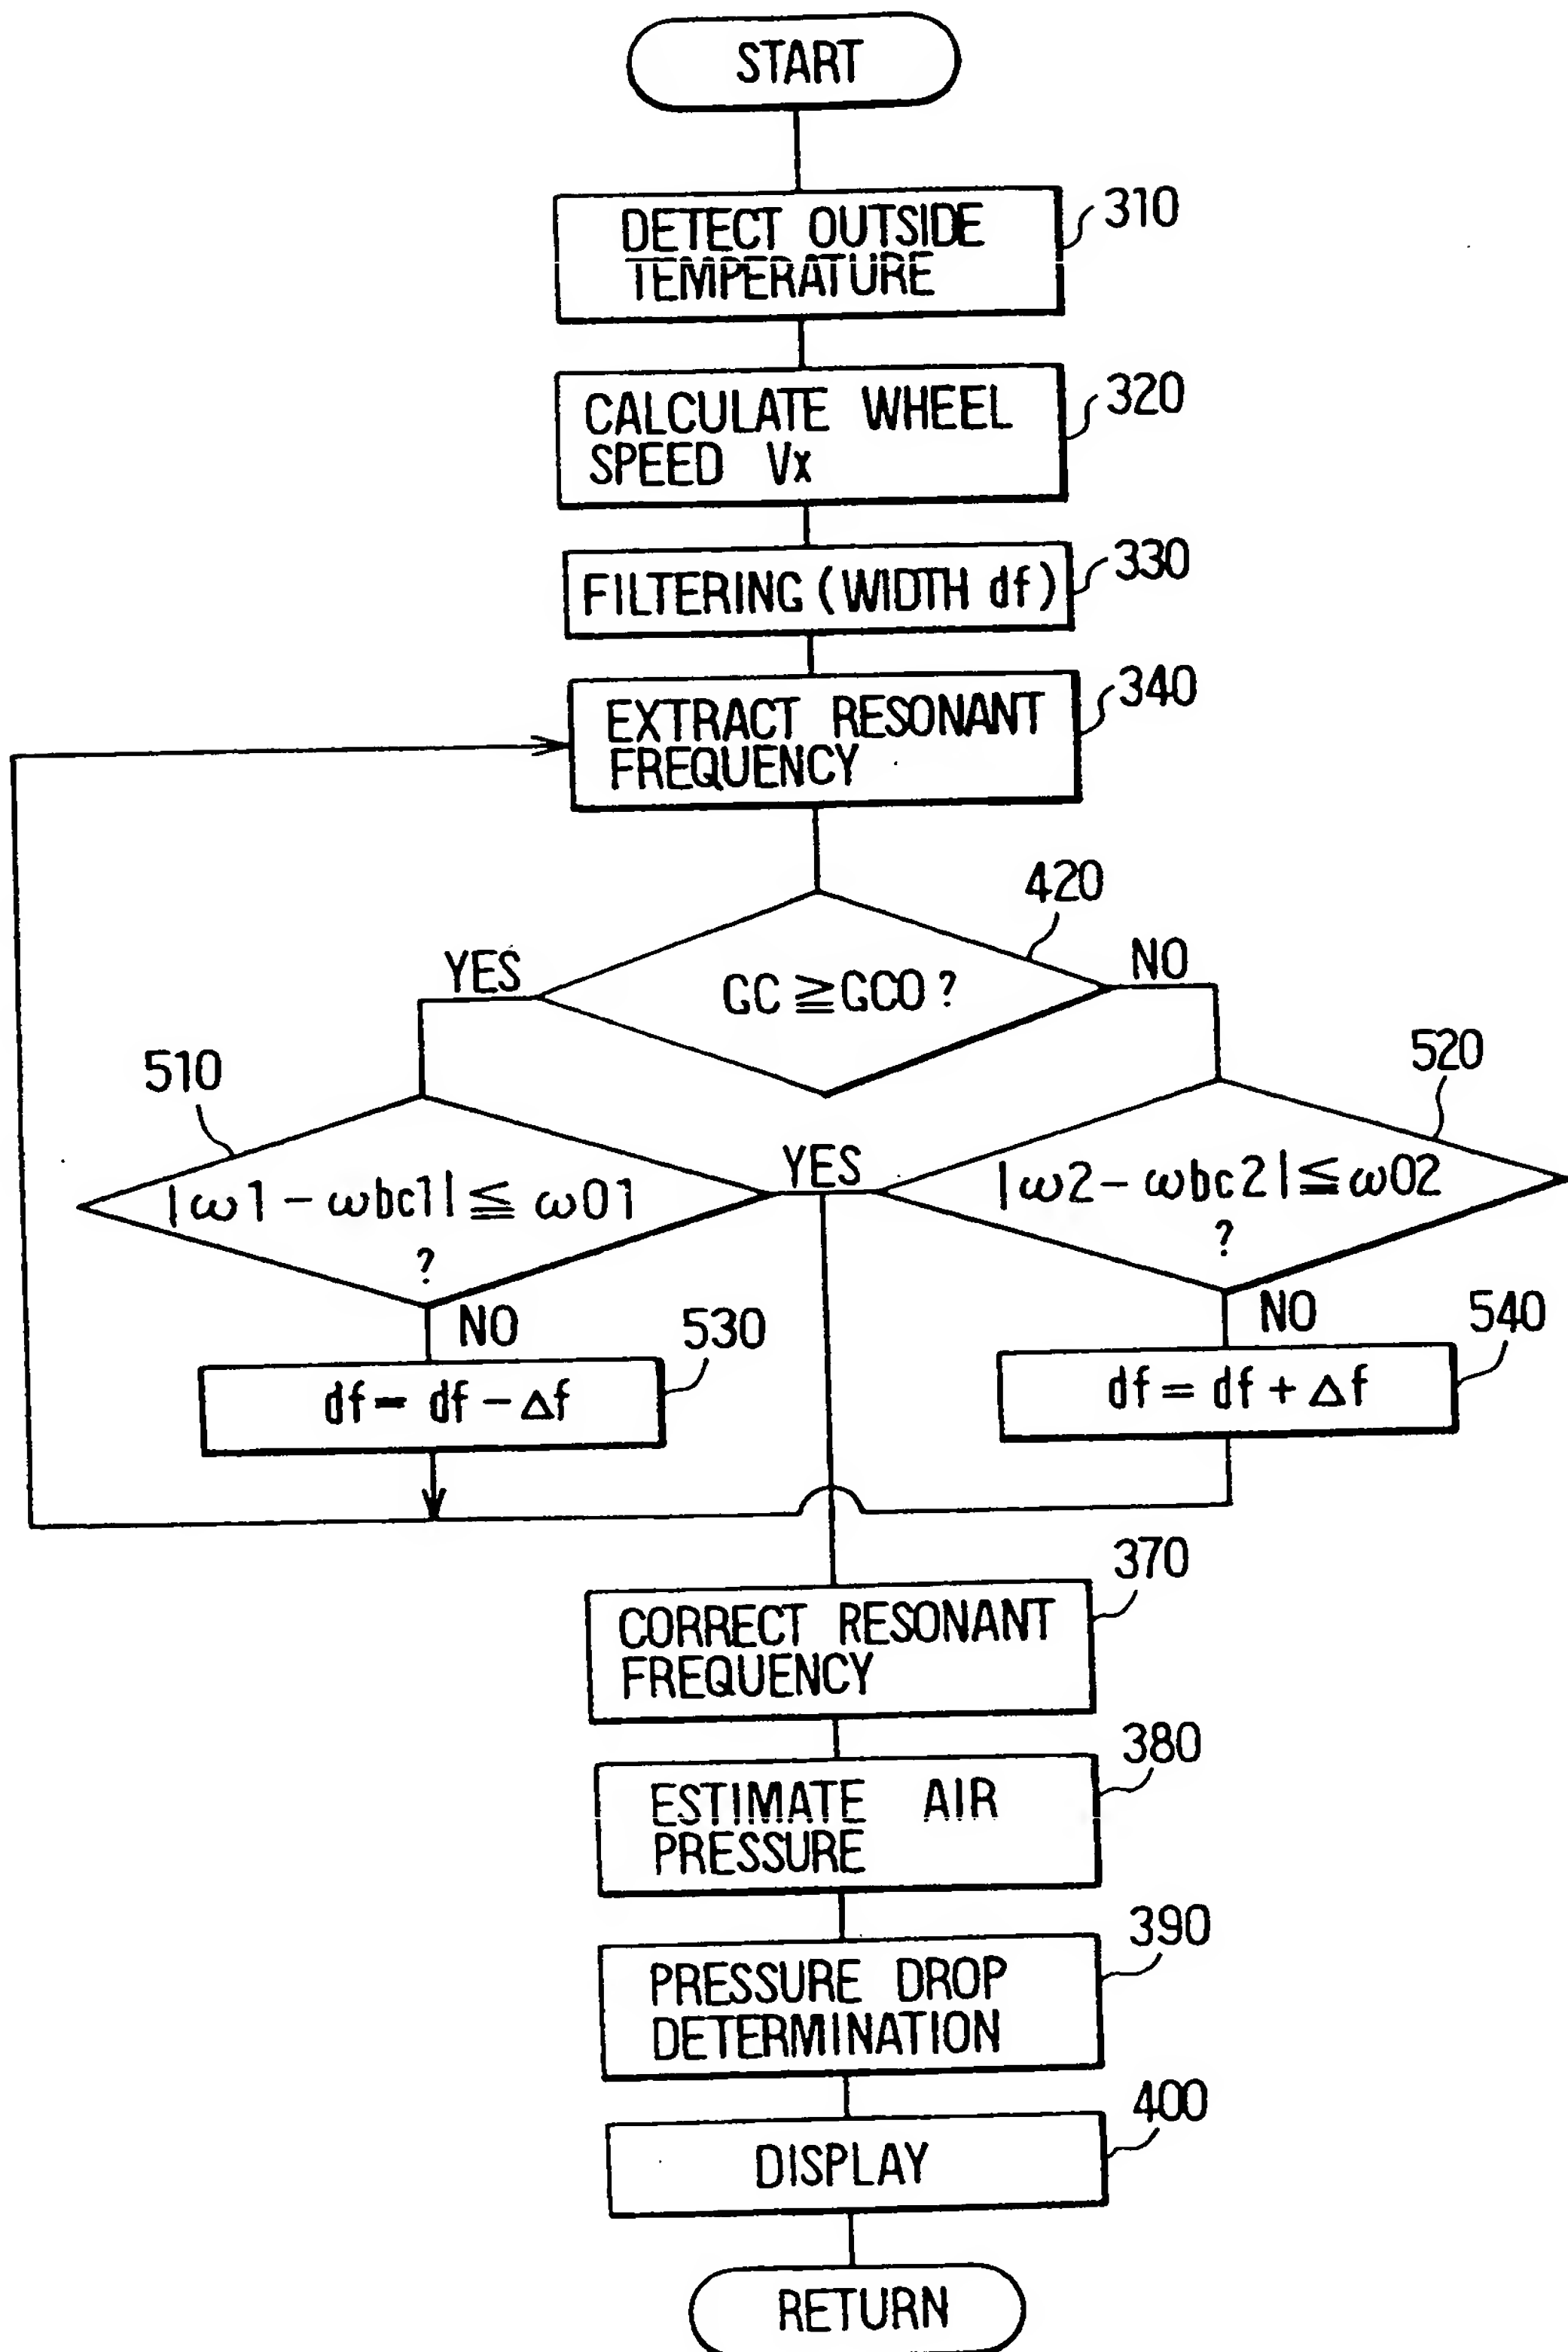 START
DETECT OUTSIDE
TEMPERATURE
310
CALCULATE WHEEL
SPEED Vx
320
FILTERING (WIDTH df)
330
EXTRACT RESONANT
FREQUENCY
340
420
YES
GC ≧ GCO ?
NO
510
520
|ω1 - ωbc1| ≦ ω01
?
YES
|ω2 - ωbc2| ≦ ω02
?
NO
530
NO
540
df = df - Δf
df = df + Δf
370
CORRECT RESONANT
FREQUENCY
380
ESTIMATE AIR
PRESSURE
390
PRESSURE DROP
DETERMINATION
400
DISPLAY
RETURN